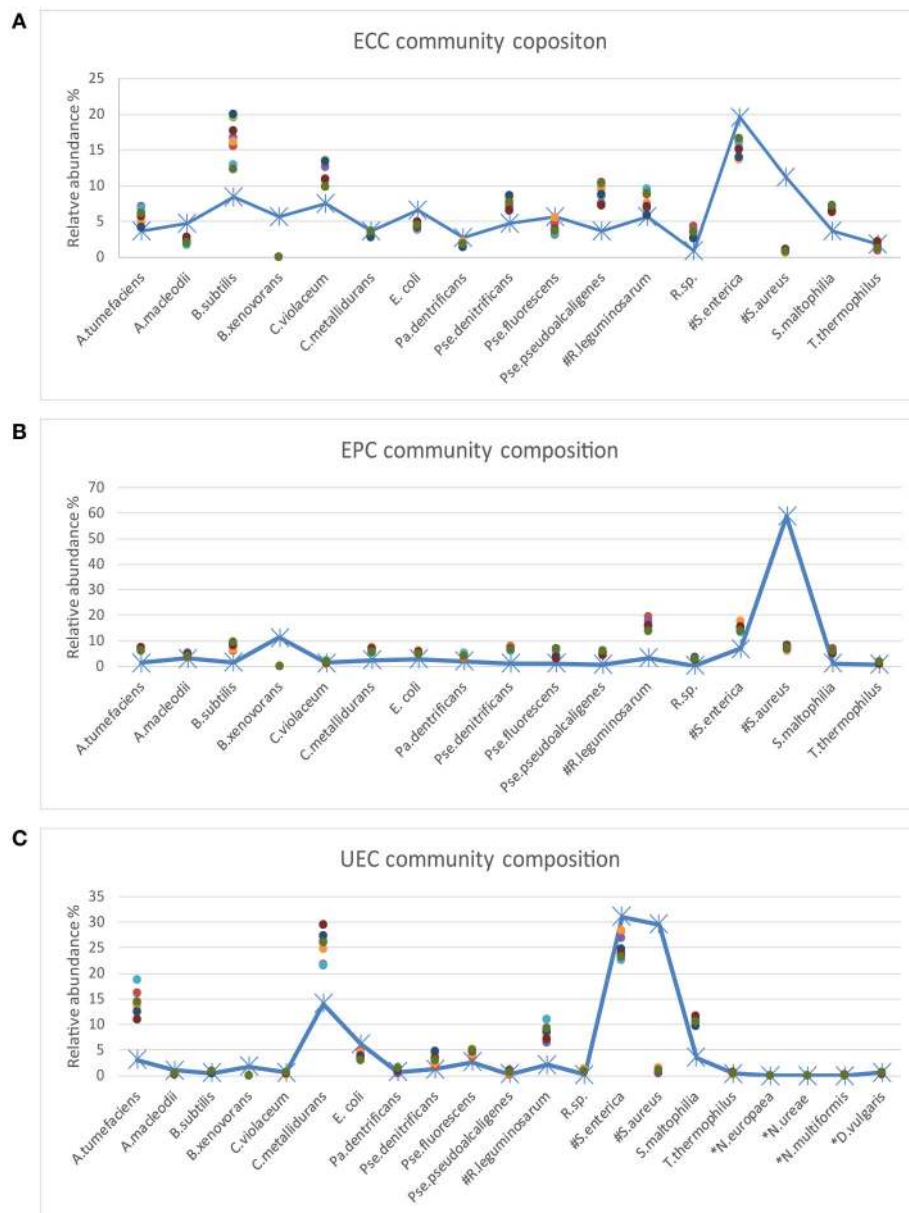 A
ECC community copositon
Relatve abundance %
25
20
15
10
5
0
A.tumefaciens
A.macleodii
B.subtilis
B.xenovorans
C.violaceum
C.metallidurans
E. coli
Pa.dentrificans
Pse.denitrificans
Pse.fluorescens
Pse.pseudoalcaligenes
#R.leguminosarum
R.sp.
#S.enterica
#S.aureus
S.maltophilia
T.thermophilus
B
EPC community composition
Relative abundance %
70
60
50
40
30
20
10
0
A.tumefaciens
A.macleodii
B.subtilis
B.xenovorans
C.violaceum
C.metallidurans
E. coli
Pa.dentrificans
Pse.denitrificans
Pse.fluorescens
Pse.pseudoalcaligenes
#R.leguminosarum
R.sp.
#S.enterica
#S.aureus
S.maltophilia
T.thermophilus
C
UEC community composition
Relative abundance %
35
30
25
20
15
10
5
0
A.tumefaciens
A.macleodii
B.subtilis
B.xenovorans
C.violaceum
C.metallidurans
E. coli
Pa.dentrificans
Pse.denitrificans
Pse.fluorescens
Pse.pseudoalcaligenes
#R.leguminosarum
R.sp.
#S.enterica
#S.aureus
S.maltophilia
T.thermophilus
*N.europaea
*N.ureae
*N.multiformis
*D.vulgaris